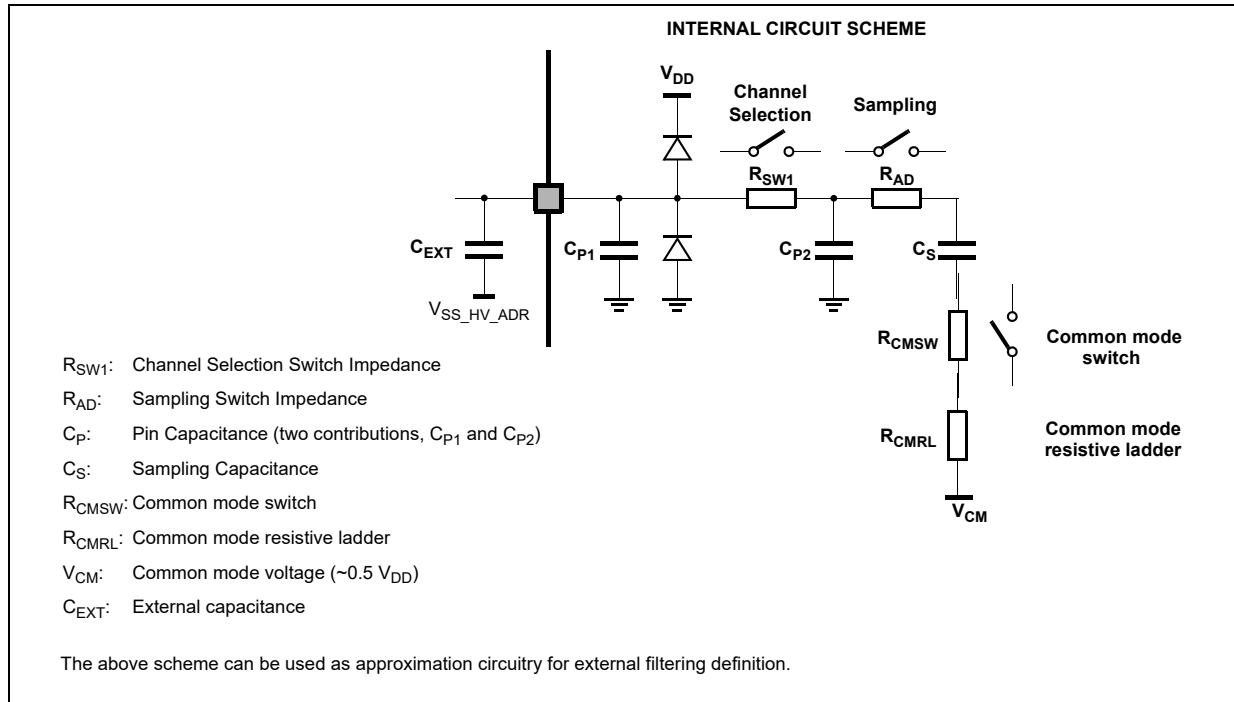 INTERNAL CIRCUIT SCHEME
VDD
Channel
Selection
Sampling
RSW1
RAD
CEXT
CP1
CP2
CS
VSS_HV_ADR
RCMSW
Common mode
switch
RCMRL
Common mode
resistive ladder
VCM
RSW1: Channel Selection Switch Impedance
RAD: Sampling Switch Impedance
CP: Pin Capacitance (two contributions, CP1 and CP2)
CS: Sampling Capacitance
RCMSW: Common mode switch
RCMRL: Common mode resistive ladder
VCM: Common mode voltage (~0.5 VDD)
CEXT: External capacitance
The above scheme can be used as approximation circuitry for external filtering definition.